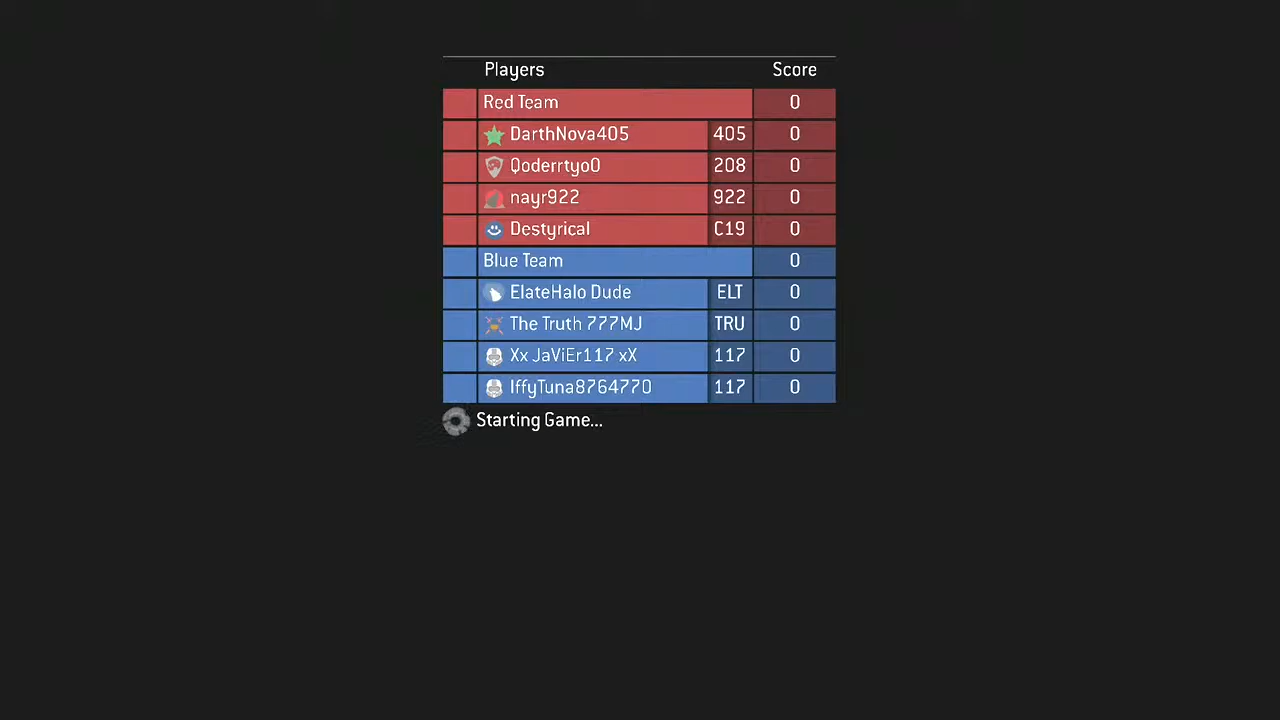 Players Score
Red Team 0
DarthNova405 405 0
Qoderrtyo0 208 0
nayr922 922 0
Destyrical C19 0
Blue Team 0
ElateHalo Dude ELT 0
The Truth 777MJ TRU 0
Xx JaViEr117 xX 117 0
IffyTuna8764770 117 0
Starting Game...